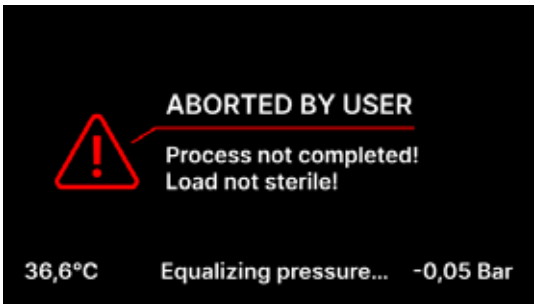 ABORTED BY USER
Process not completed!
Load not sterile!
36,6°C Equalizing pressure... -0,05 Bar